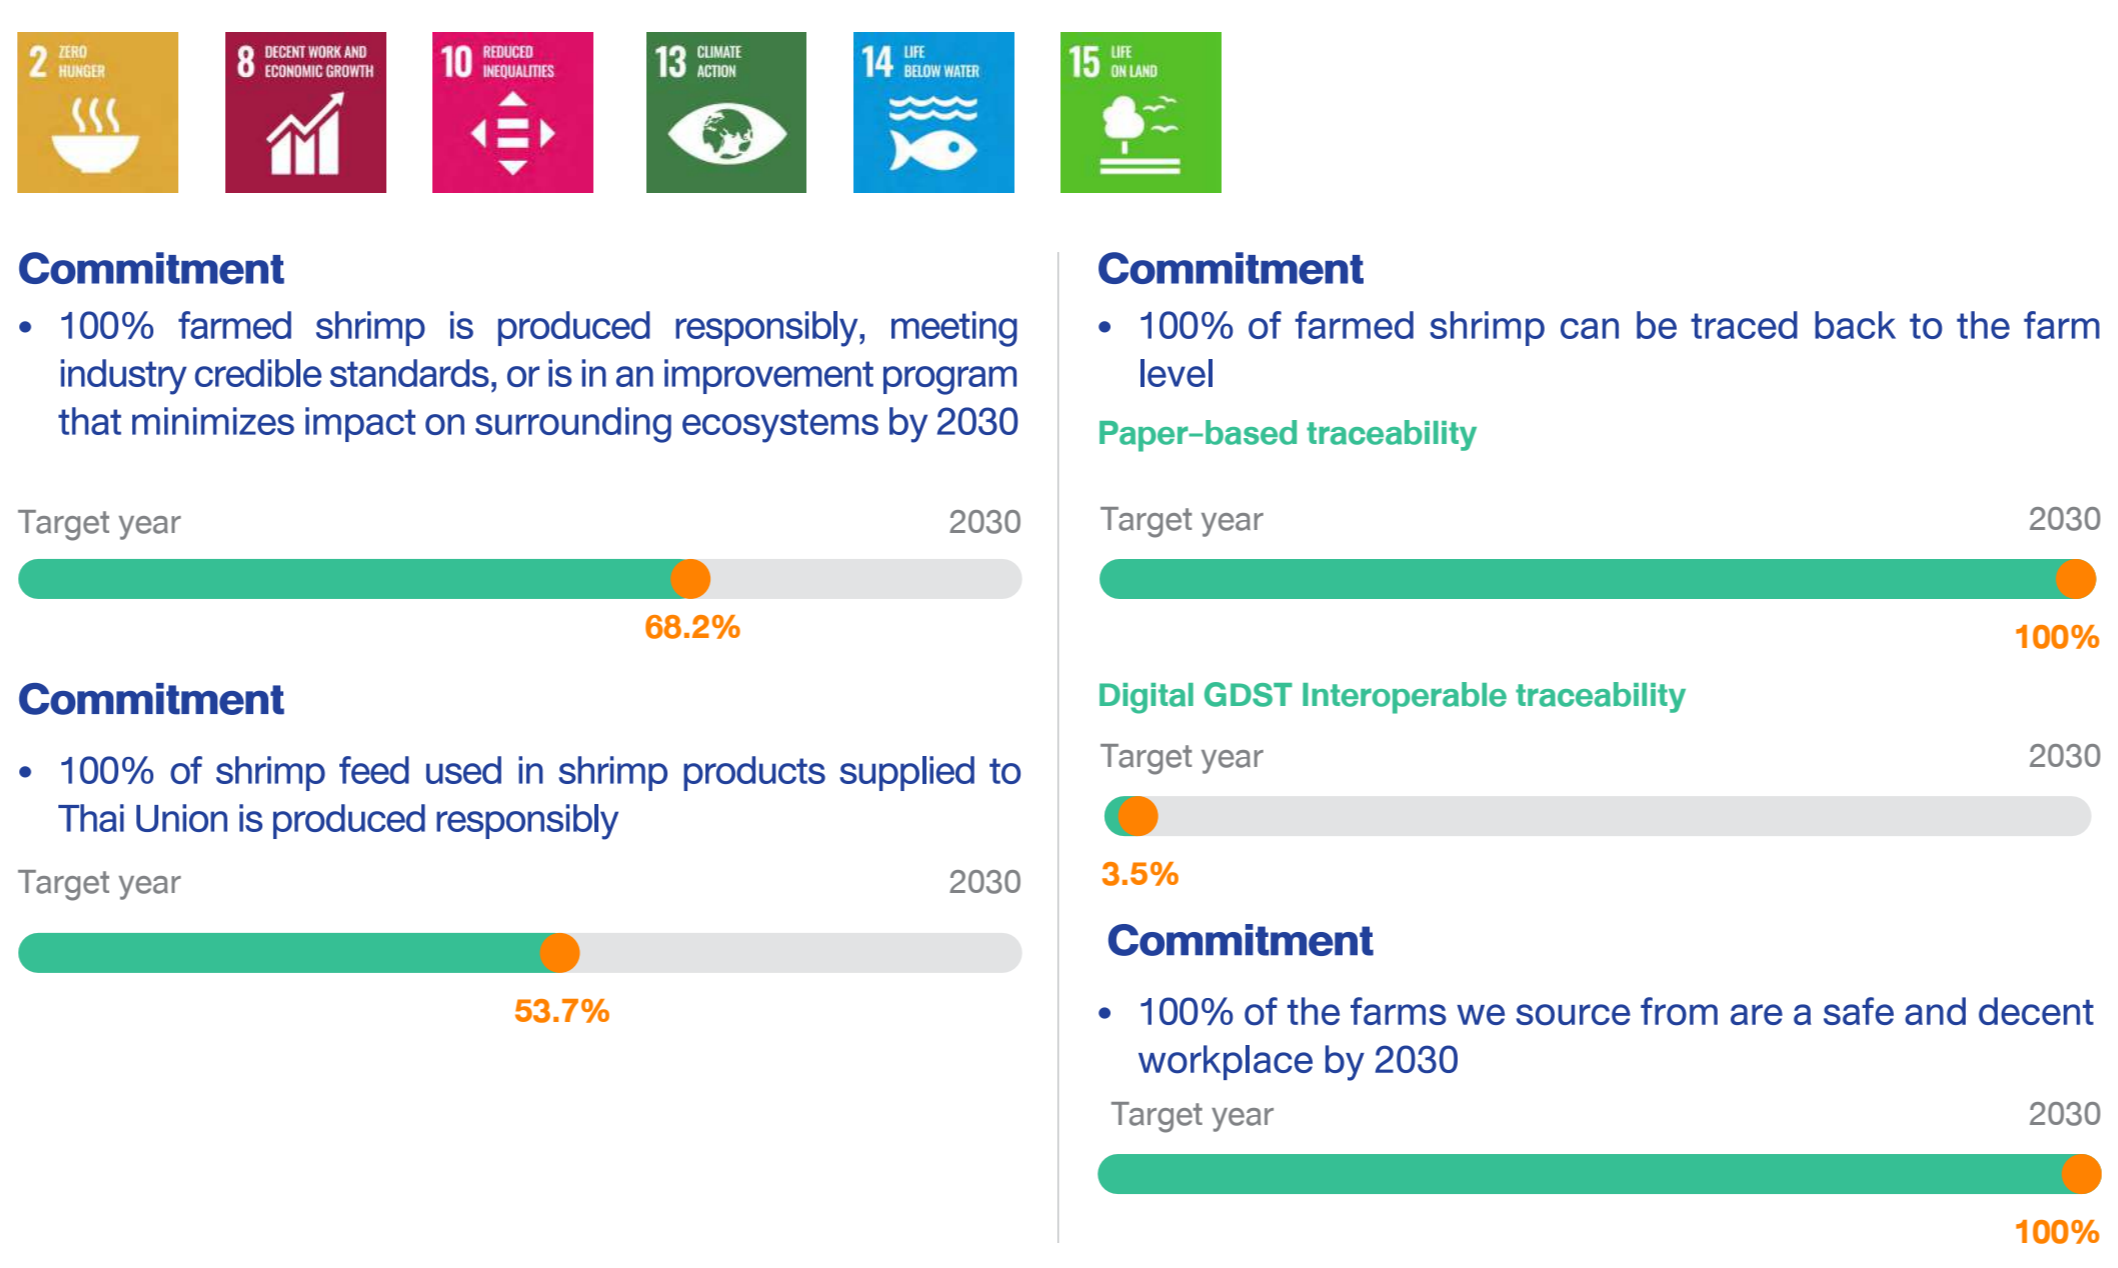 2 ZERO
HUNGER
8 DECENT WORK AND
ECONOMIC GROWTH
10 REDUCED
INEQUALITIES
13 CLIMATE
ACTION
14 LIFE
BELOW WATER
15 LIFE
ON LAND
Commitment
• 100% farmed shrimp is produced responsibly, meeting
industry credible standards, or is in an improvement program
that minimizes impact on surrounding ecosystems by 2030
Target year 2030
68.2%
Commitment
• 100% of shrimp feed used in shrimp products supplied to
Thai Union is produced responsibly
Target year 2030
53.7%
Commitment
• 100% of farmed shrimp can be traced back to the farm
level
Paper-based traceability
Target year 2030
100%
Digital GDST Interoperable traceability
Target year 2030
3.5%
Commitment
• 100% of the farms we source from are a safe and decent
workplace by 2030
Target year 2030
100%